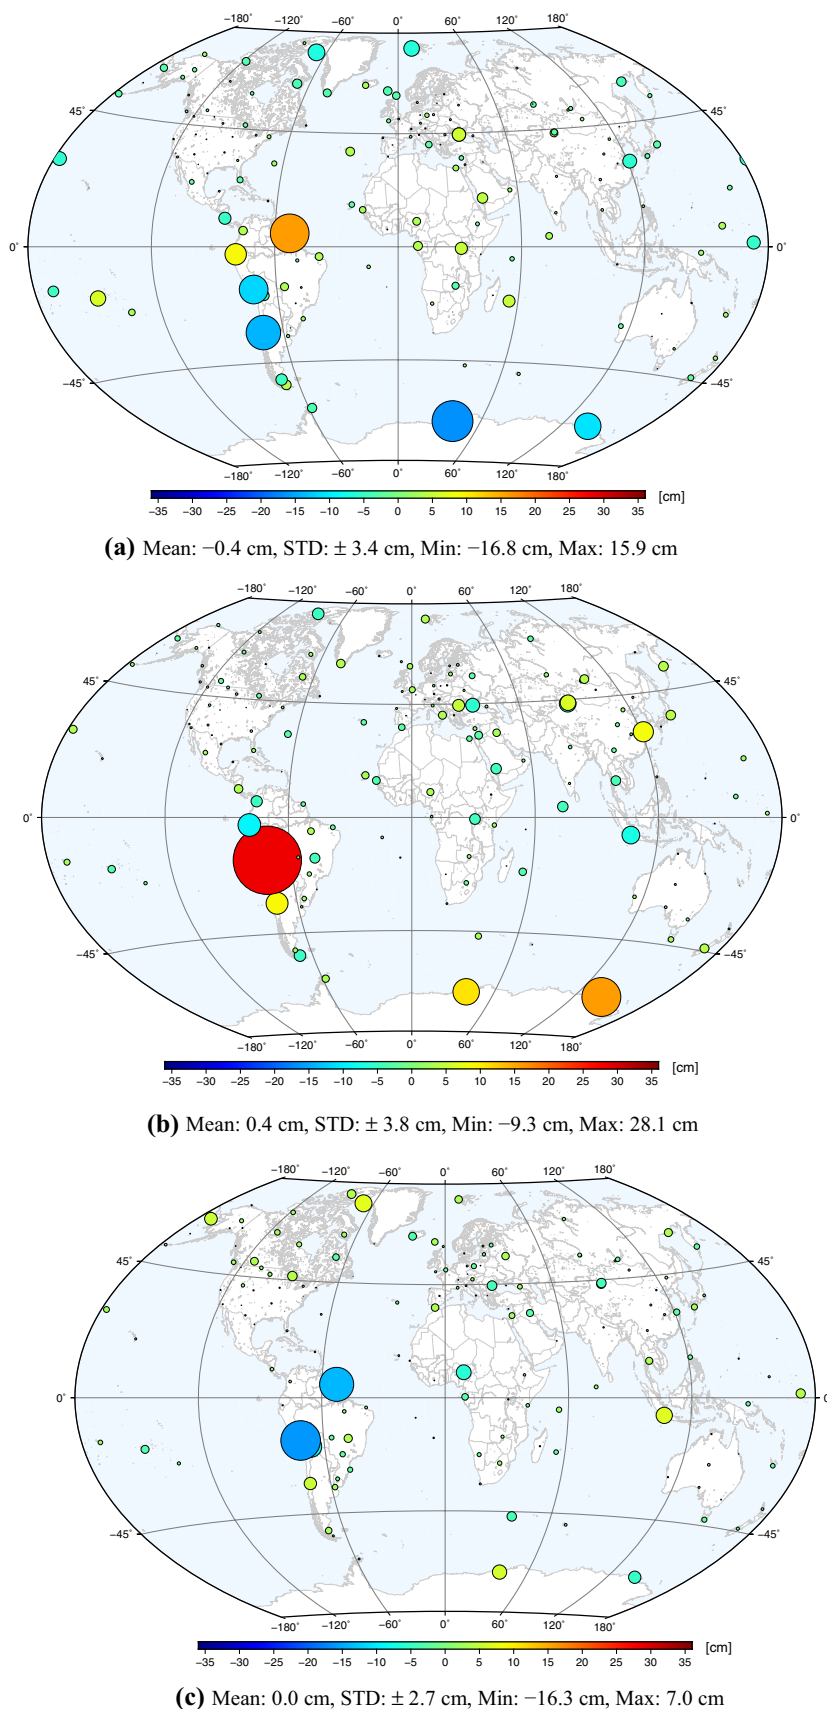 −180˚ −120˚ −60˚ 0˚ 60˚ 120˚ 180˚
45˚ 45˚
0˚ 0˚
−45˚ −45˚
−180˚ −120˚ −60˚ 0˚ 60˚ 120˚ 180˚
−35 −30 −25 −20 −15 −10 −5 0 5 10 15 20 25 30 35 [cm]
(a) Mean: −0.4 cm, STD: ± 3.4 cm, Min: −16.8 cm, Max: 15.9 cm
−180˚ −120˚ −60˚ 0˚ 60˚ 120˚ 180˚
45˚ 45˚
0˚ 0˚
−45˚ −45˚
−180˚ −120˚ −60˚ 0˚ 60˚ 120˚ 180˚
−35 −30 −25 −20 −15 −10 −5 0 5 10 15 20 25 30 35 [cm]
(b) Mean: 0.4 cm, STD: ± 3.8 cm, Min: −9.3 cm, Max: 28.1 cm
−180˚ −120˚ −60˚ 0˚ 60˚ 120˚ 180˚
45˚ 45˚
0˚ 0˚
−45˚ −45˚
−180˚ −120˚ −60˚ 0˚ 60˚ 120˚ 180˚
−35 −30 −25 −20 −15 −10 −5 0 5 10 15 20 25 30 35 [cm]
(c) Mean: 0.0 cm, STD: ± 2.7 cm, Min: −16.3 cm, Max: 7.0 cm